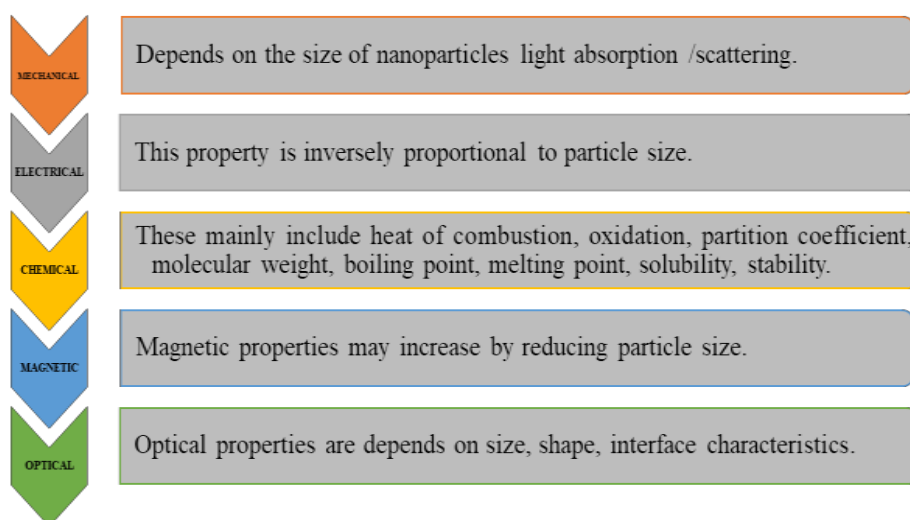 MECHANICAL
Depends on the size of nanoparticles light absorption /scattering.
ELECTRICAL
This property is inversely proportional to particle size.
CHEMICAL
These mainly include heat of combustion, oxidation, partition coefficient,
molecular weight, boiling point, melting point, solubility, stability.
MAGNETIC
Magnetic properties may increase by reducing particle size.
OPTICAL
Optical properties are depends on size, shape, interface characteristics.